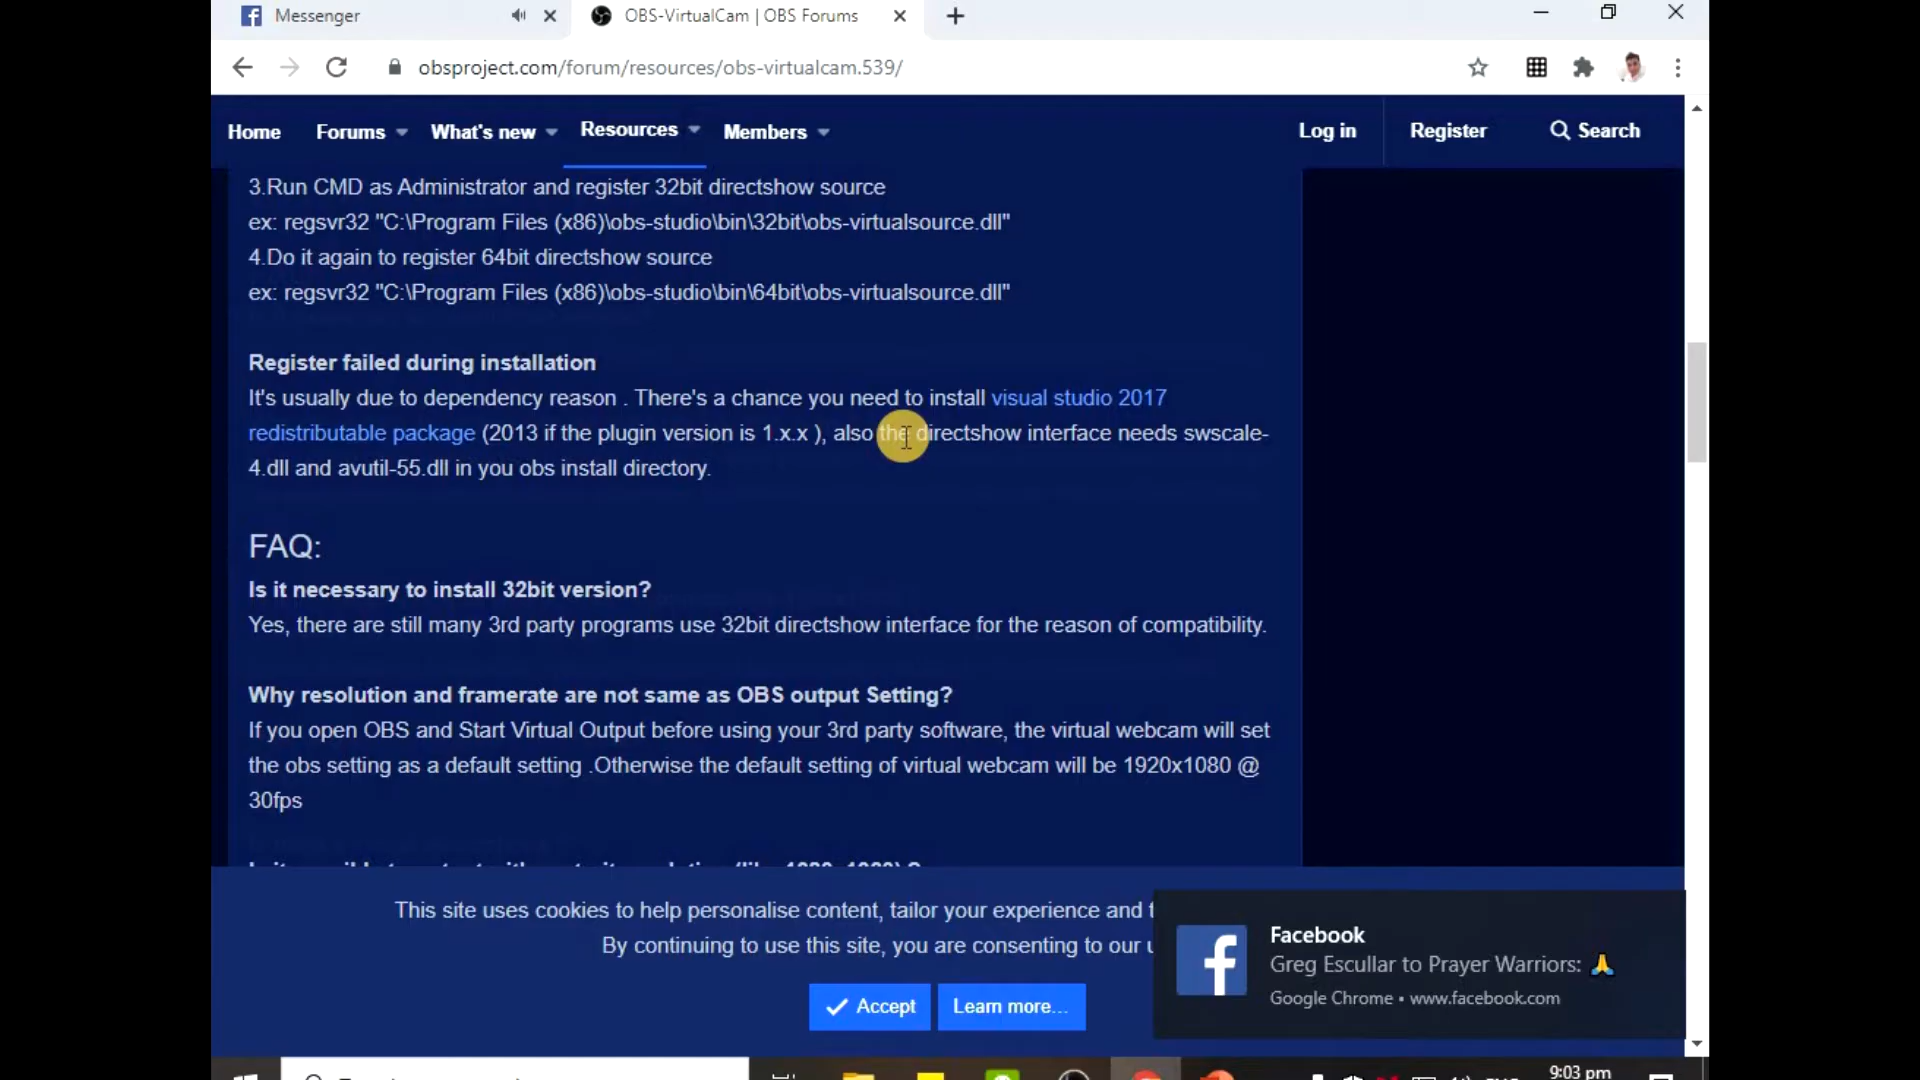 Messenger
OBS-VirtualCam | OBS Forums
obsproject.com/forum/resources/obs-virtualcam.539/
Home Forums What's new Resources Members Log in Register Search
3.Run CMD as Administrator and register 32bit directshow source
ex: regsvr32 "C:\Program Files (x86)\obs-studio\bin\32bit\obs-virtualsource.dll"
4.Do it again to register 64bit directshow source
ex: regsvr32 "C:\Program Files (x86)\obs-studio\bin\64bit\obs-virtualsource.dll"
Register failed during installation
It's usually due to dependency reason . There's a chance you need to install visual studio 2017
redistributable package (2013 if the plugin version is 1.x.x ), also the directshow interface needs swscale-
4.dll and avutil-55.dll in you obs install directory.
FAQ:
Is it necessary to install 32bit version?
Yes, there are still many 3rd party programs use 32bit directshow interface for the reason of compatibility.
Why resolution and framerate are not same as OBS output Setting?
If you open OBS and Start Virtual Output before using your 3rd party software, the virtual webcam will set
the obs setting as a default setting .Otherwise the default setting of virtual webcam will be 1920x1080 @
30fps
This site uses cookies to help personalise content, tailor your experience and
By continuing to use this site, you are consenting to our
Accept Learn more…
Facebook
Greg Escullar to Prayer Warriors: 🙏
Google Chrome • www.facebook.com
9:03 pm